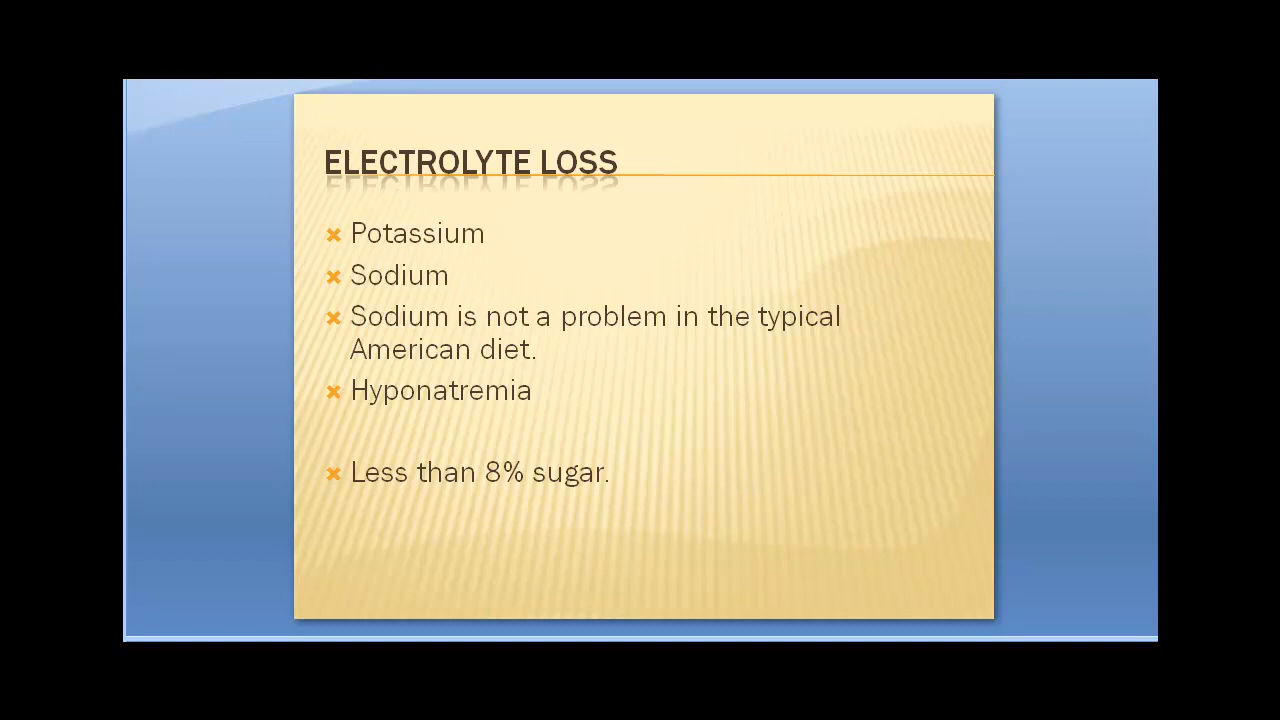 ELECTROLYTE LOSS
Potassium
Sodium
Sodium is not a problem in the typical
American diet.
Hyponatremia
Less than 8% sugar.